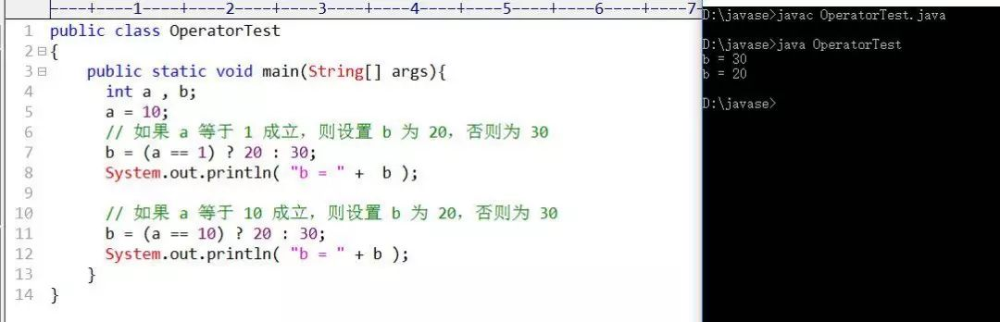 ----+----1----+----2----+----3----+----4----+----5----+----6----+----7-
1 public class OperatorTest
2 {
3 public static void main(String[] args){
4 int a , b;
5 a = 10;
6 // 如果 a 等于 1 成立，则设置 b 为 20，否则为 30
7 b = (a == 1) ? 20 : 30;
8 System.out.println( "b = " +  b );
9
10 // 如果 a 等于 10 成立，则设置 b 为 20，否则为 30
11 b = (a == 10) ? 20 : 30;
12 System.out.println( "b = " + b );
13 }
14 }
D:\javase>javac OperatorTest.java
D:\javase>java OperatorTest
b = 30
b = 20
D:\javase>